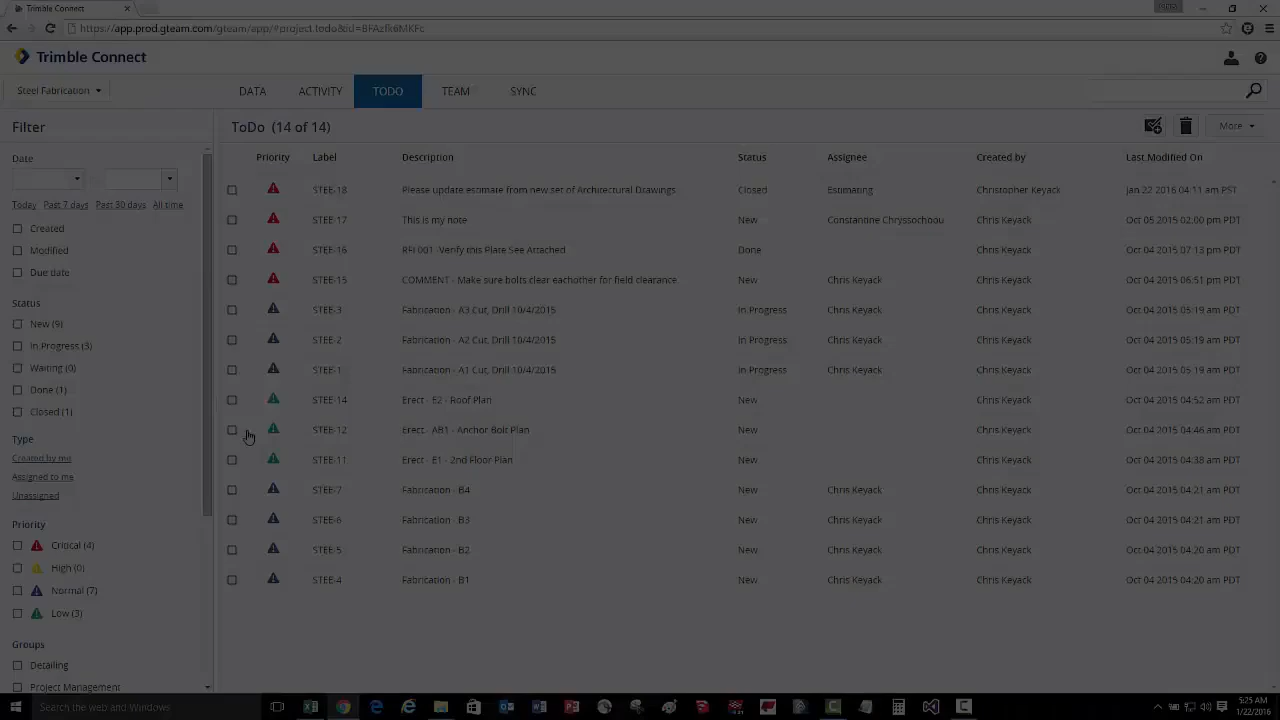 Trimble Connect
https://app.prod.gteam.com/gteam/app/#project.todo
Trimble Connect
Steel Fabrication
DATA
ACTIVITY
TODO
TEAM
SYNC
Filter
ToDo (14 of 14)
More
Date
Today Past 7 days Past 30 days All time
Created
Modified
Due date
Status
New (9)
In Progress (3)
Waiting (0)
Done (1)
Closed (1)
Type
Created by me
Assigned to me
Unassigned
Priority
Critical (4)
High (0)
Normal (7)
Low (3)
Groups
Detailing
Project Management
Priority Label Description Status Assignee Created by Last Modified On
STEE-18 Please update estimate from new set of Architectural Drawings Closed Estimating Christopher Keyack Jan 22 2016 04:11 am PST
STEE-17 This is my note New Constantine Chryssochoou Chris Keyack Oct 05 2015 02:00 pm PDT
STEE-16 RFI 001 -Verify this Plate See Attached Done Chris Keyack Oct 04 2015 07:13 pm PDT
STEE-15 COMMENT - Make sure bolts clear eachother for field clearance New Chris Keyack Chris Keyack Oct 04 2015 06:51 pm PDT
STEE-3 Fabrication - A3 Cut, Drill 10/4/2015 In Progress Chris Keyack Chris Keyack Oct 04 2015 05:19 am PDT
STEE-2 Fabrication - A2 Cut, Drill 10/4/2015 In Progress Chris Keyack Chris Keyack Oct 04 2015 05:19 am PDT
STEE-1 Fabrication - A1 Cut, Drill 10/4/2015 In Progress Chris Keyack Chris Keyack Oct 04 2015 05:19 am PDT
STEE-14 Erect - E2 - Roof Plan New Chris Keyack Oct 04 2015 04:52 am PDT
STEE-12 Erect - AB1 - Anchor Bolt Plan New Chris Keyack Oct 04 2015 04:46 am PDT
STEE-11 Erect - E1 - 2nd Floor Plan New Chris Keyack Oct 04 2015 04:38 am PDT
STEE-7 Fabrication - B4 New Chris Keyack Chris Keyack Oct 04 2015 04:21 am PDT
STEE-6 Fabrication - B3 New Chris Keyack Chris Keyack Oct 04 2015 04:21 am PDT
STEE-5 Fabrication - B2 New Chris Keyack Chris Keyack Oct 04 2015 04:20 am PDT
STEE-4 Fabrication - B1 New Chris Keyack Chris Keyack Oct 04 2015 04:20 am PDT
Search the web and Windows
5:25 AM
1/22/2016